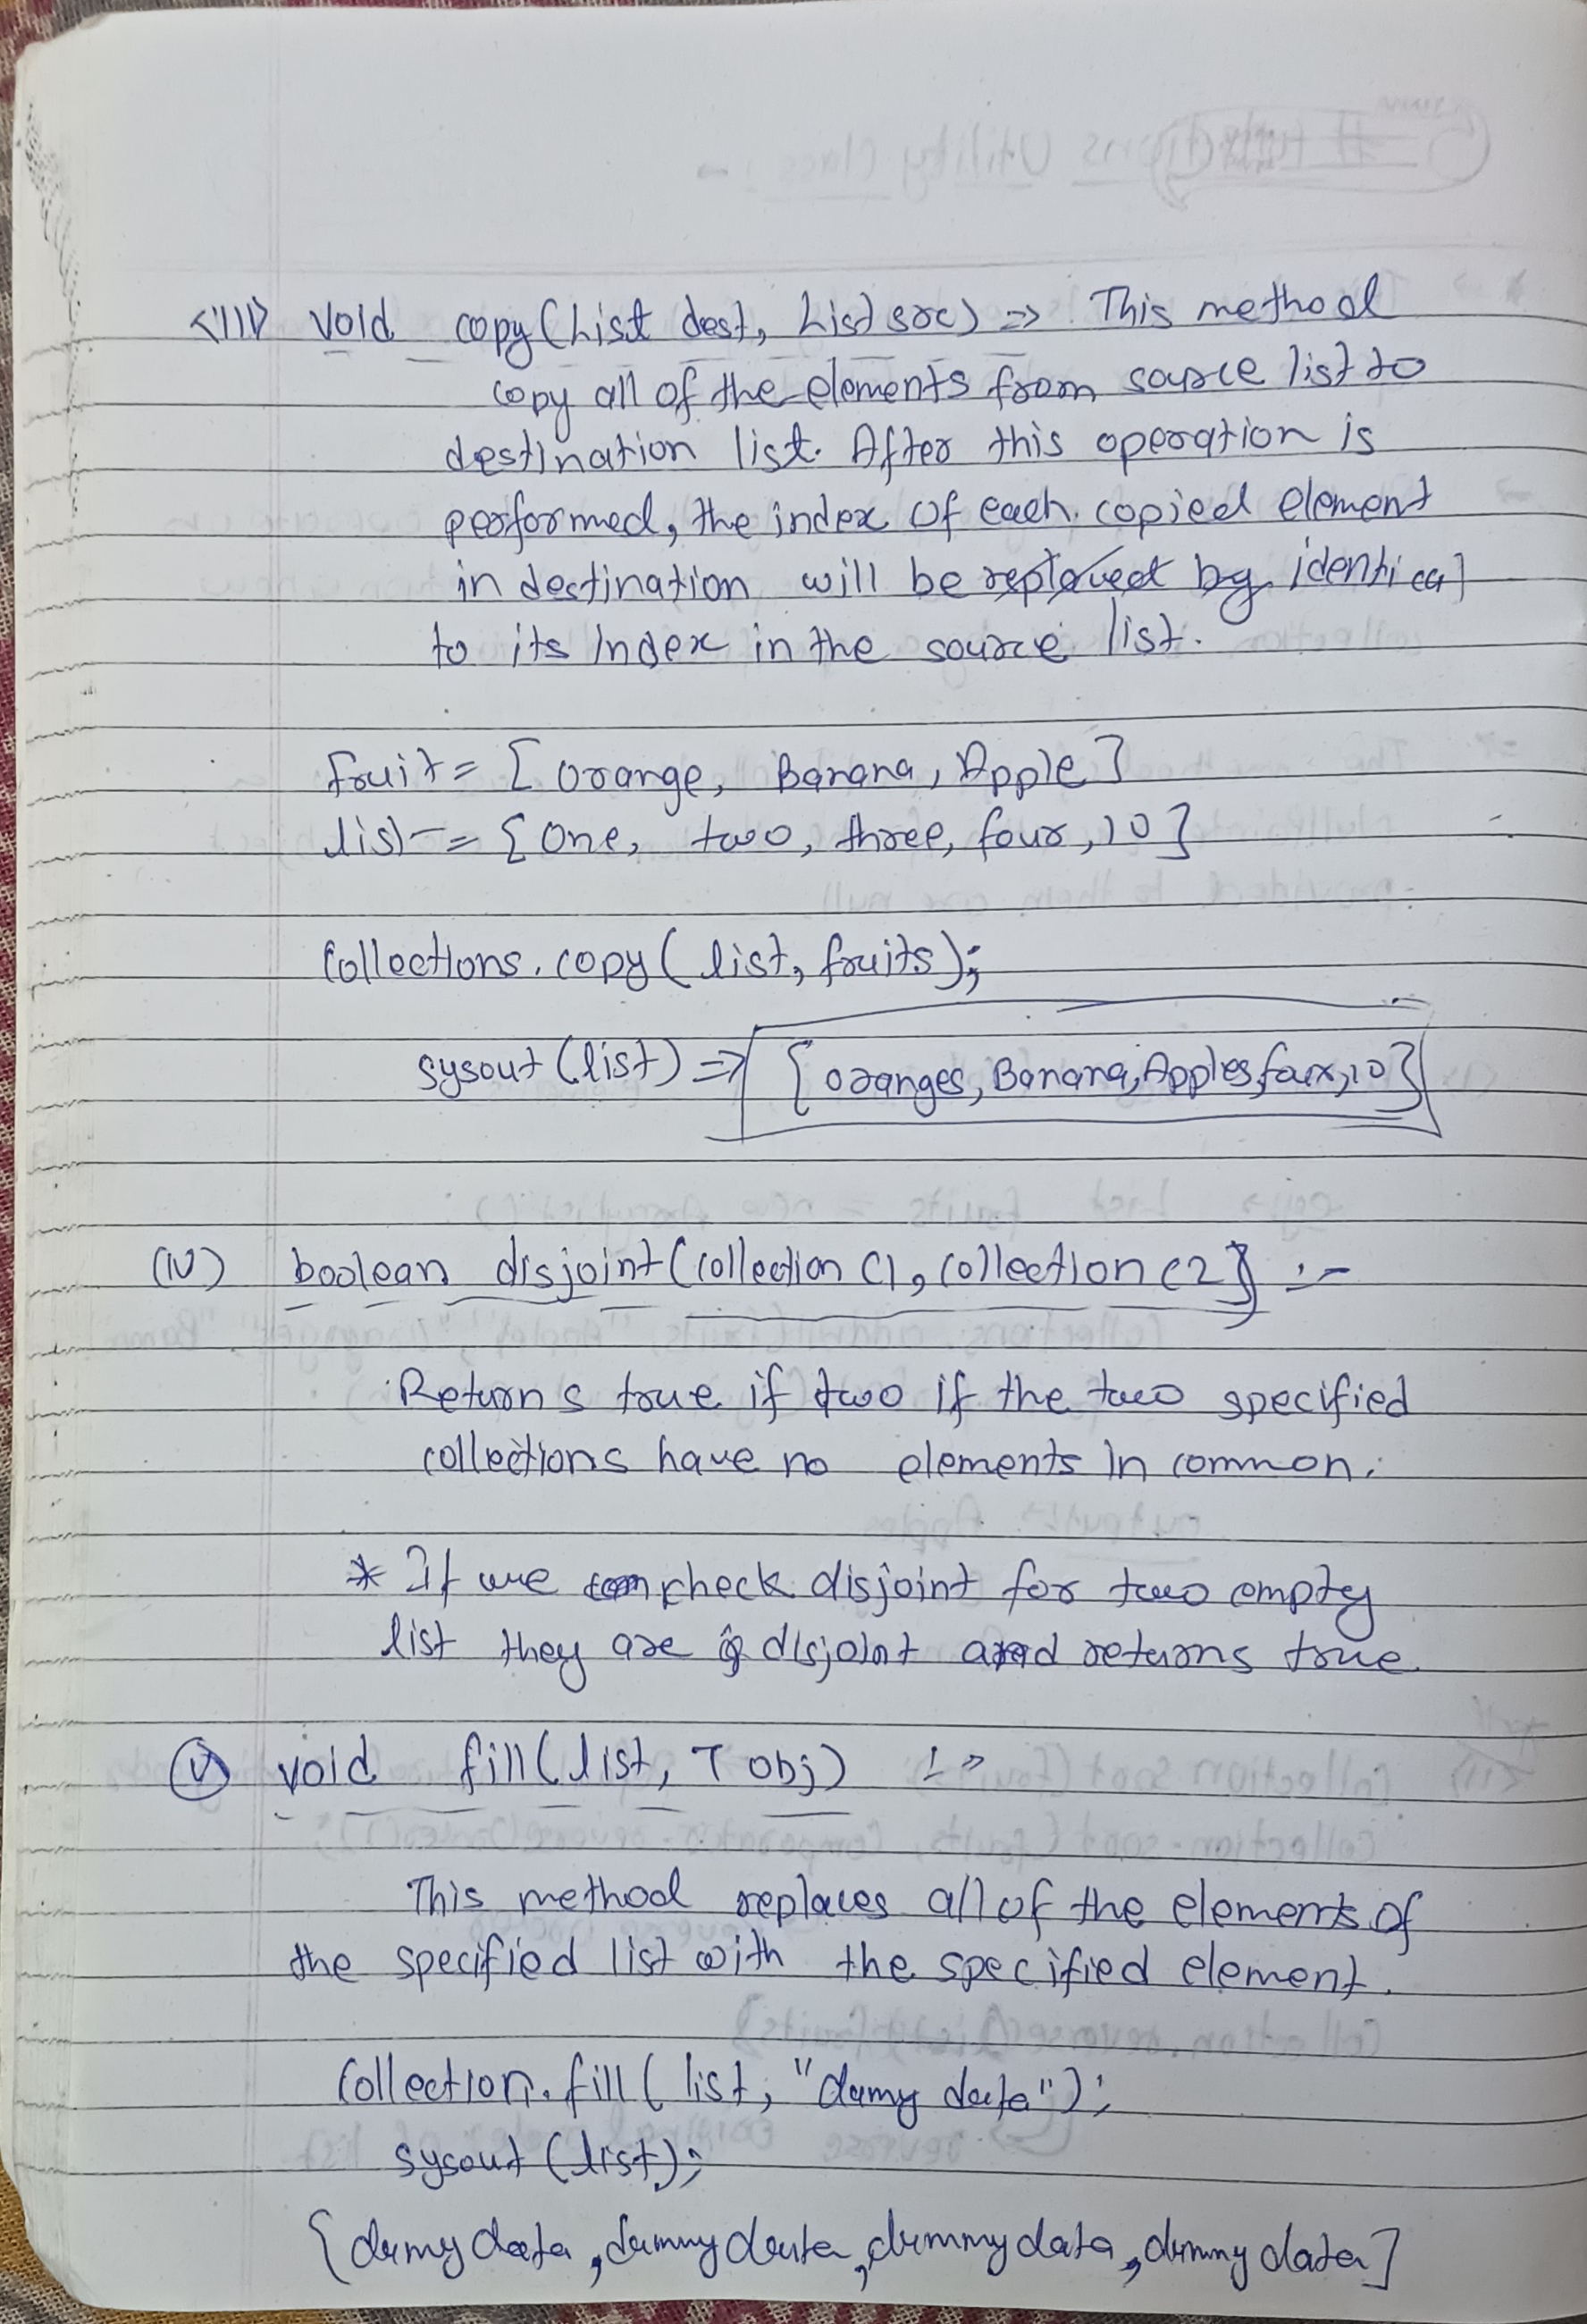 <III> void copy(List dest, List src) => This method
copy all of the elements from source list to
destination list. After this operation is
performed, the index of each copied element
in destination will be identical
to its index in the source list.
fruit = [orange, Banana, Apple]
list = {One, two, three, four, 10}
Collections.copy(list, fruits);
sysout(list) => {oranges, Banana, Apples, four, 10}
(IV) boolean disjoint(collection C1, collection C2) :-
Returns true if two if the two specified
collections have no elements in common.
* If we check disjoint for two empty
list they are disjoint and returns true.
(V) void fill(list, T obj) :=>
This method replaces all of the elements of
the specified list with the specified element.
Collection.fill(list, "dumy data");
sysout(list);
{dumy data, dummy data, dummy data, dummy data]